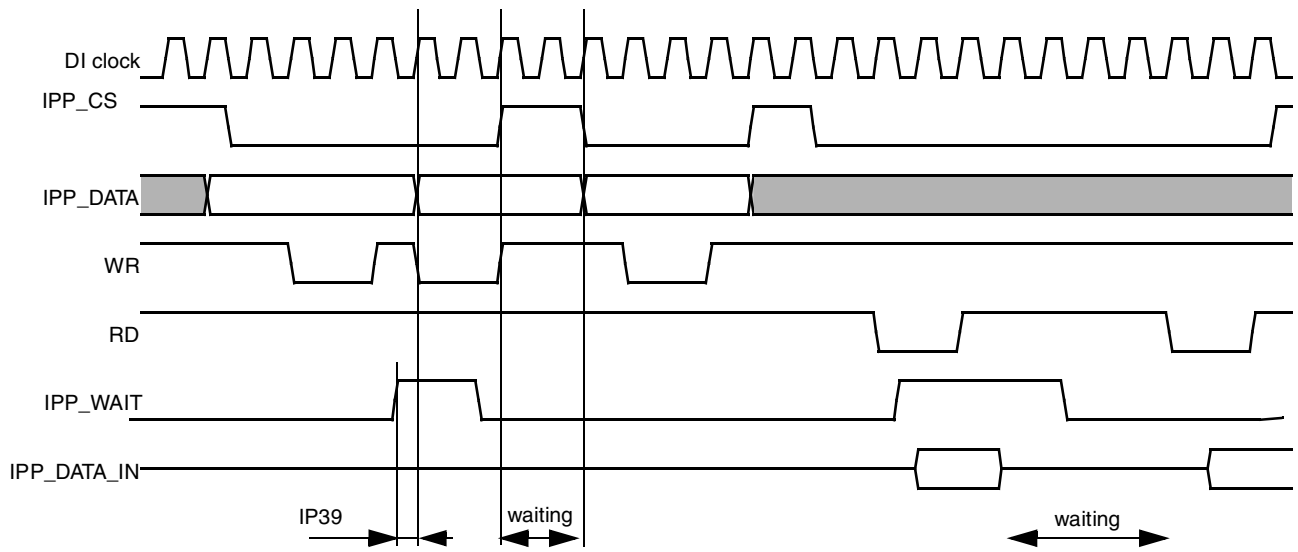 DI clock
IPP_CS
IPP_DATA
WR
RD
IPP_WAIT
IPP_DATA_IN
IP39
waiting
waiting